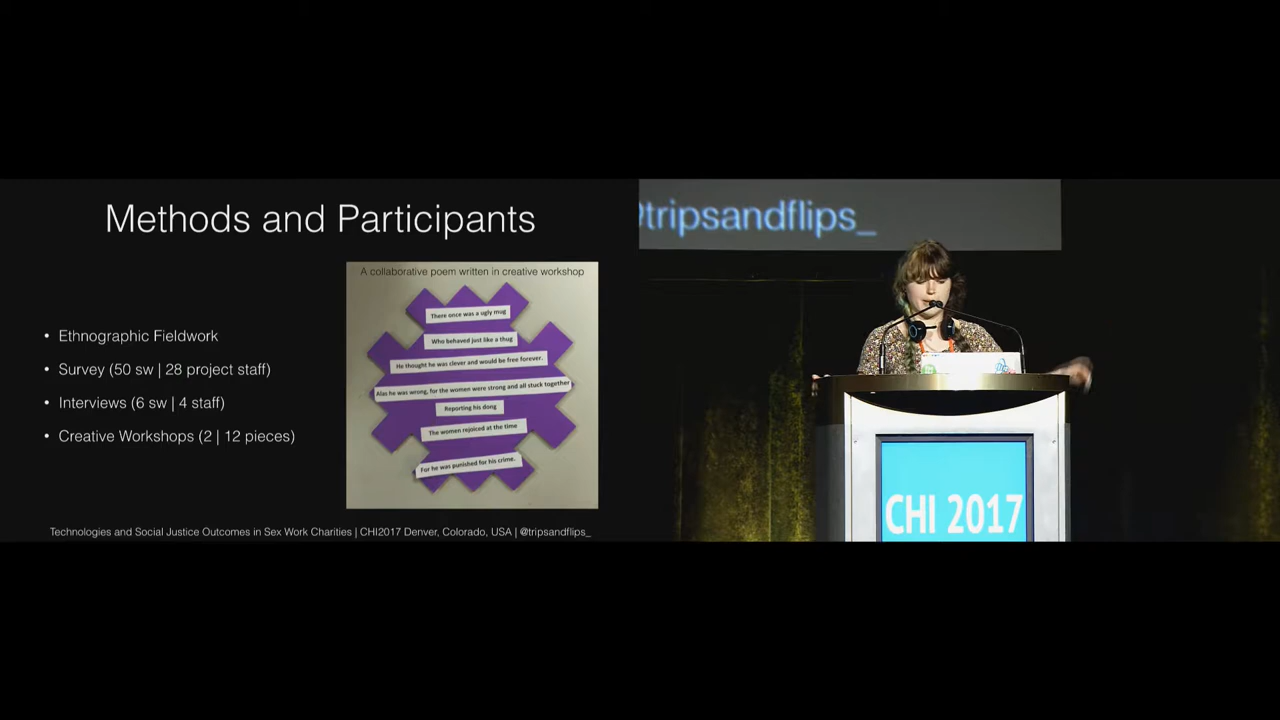 Methods and Participants
A collaborative poem written in creative workshop
There once was a ugly mug
Who behaved just like a thug
He thought he was clever and would be free forever.
Alas he was wrong, for the women were strong and all stuck together
Reporting his dong
The women rejoiced at the time
For he was punished for his crime.
• Ethnographic Fieldwork
• Survey (50 sw | 28 project staff)
• Interviews (6 sw | 4 staff)
• Creative Workshops (2 | 12 pieces)
Technologies and Social Justice Outcomes in Sex Work Charities | CHI2017 Denver, Colorado, USA | @tripsandflips_
@tripsandflips_
CHI 2017